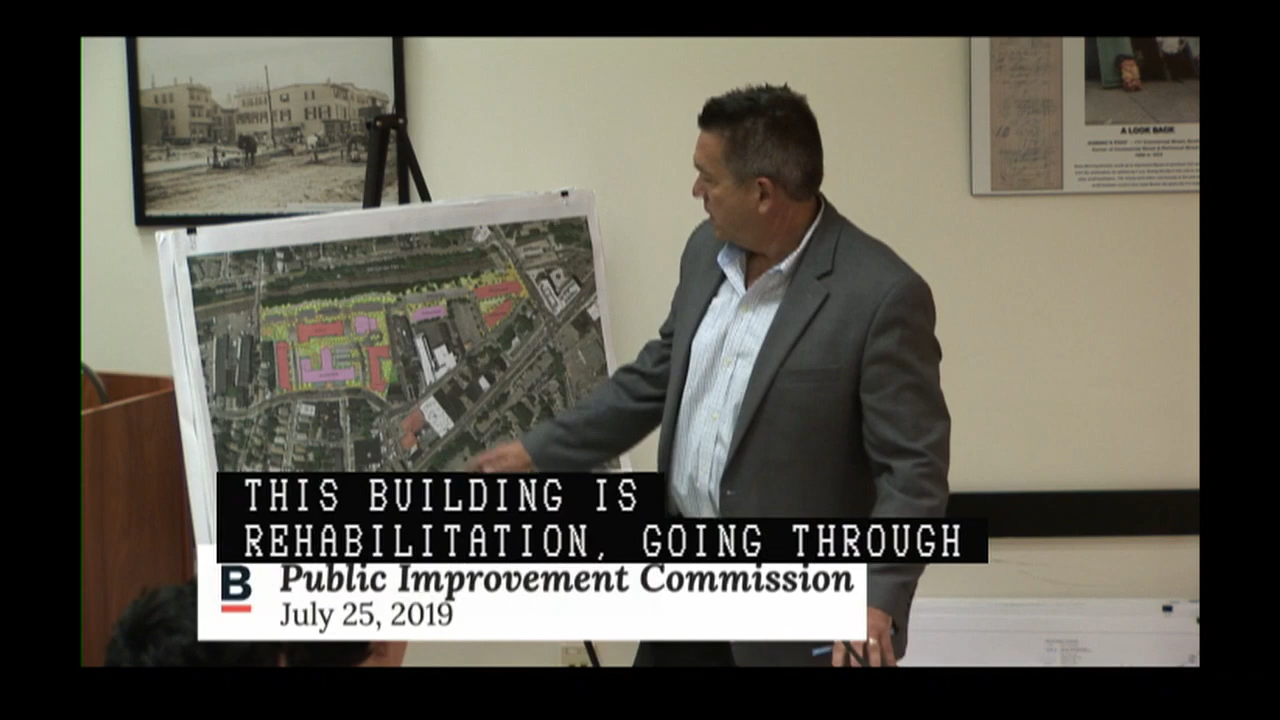 A LOOK BACK
THIS BUILDING IS
REHABILITATION, GOING THROUGH
B Public Improvement Commission
July 25, 2019